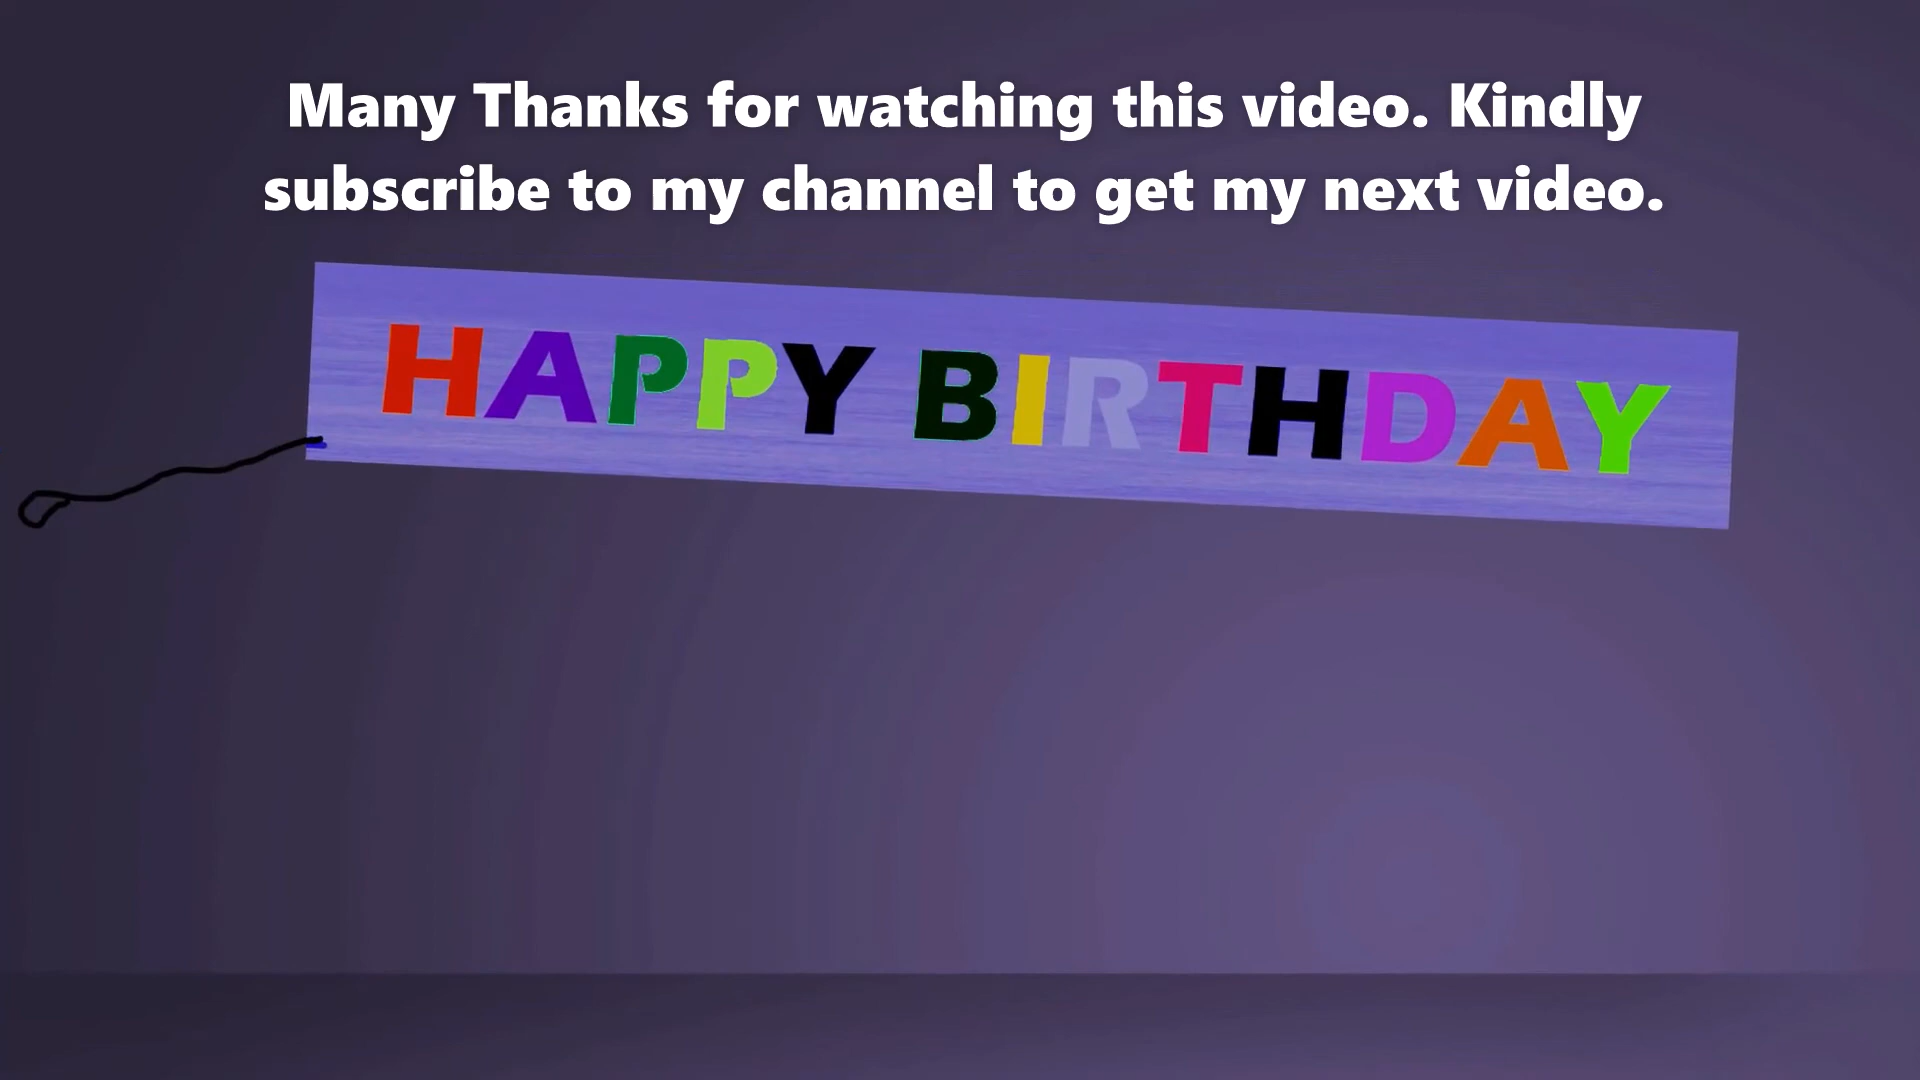 Many Thanks for watching this video. Kindly
subscribe to my channel to get my next video.
HAPPY BIRTHDAY